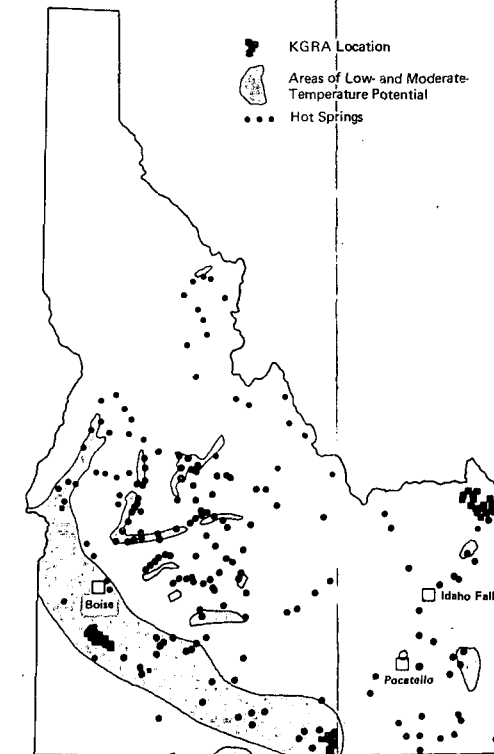 KGRA Location
Areas of Low- and Moderate-
Temperature Potential
Hot Springs
Boise
Idaho Fall
Pocatello